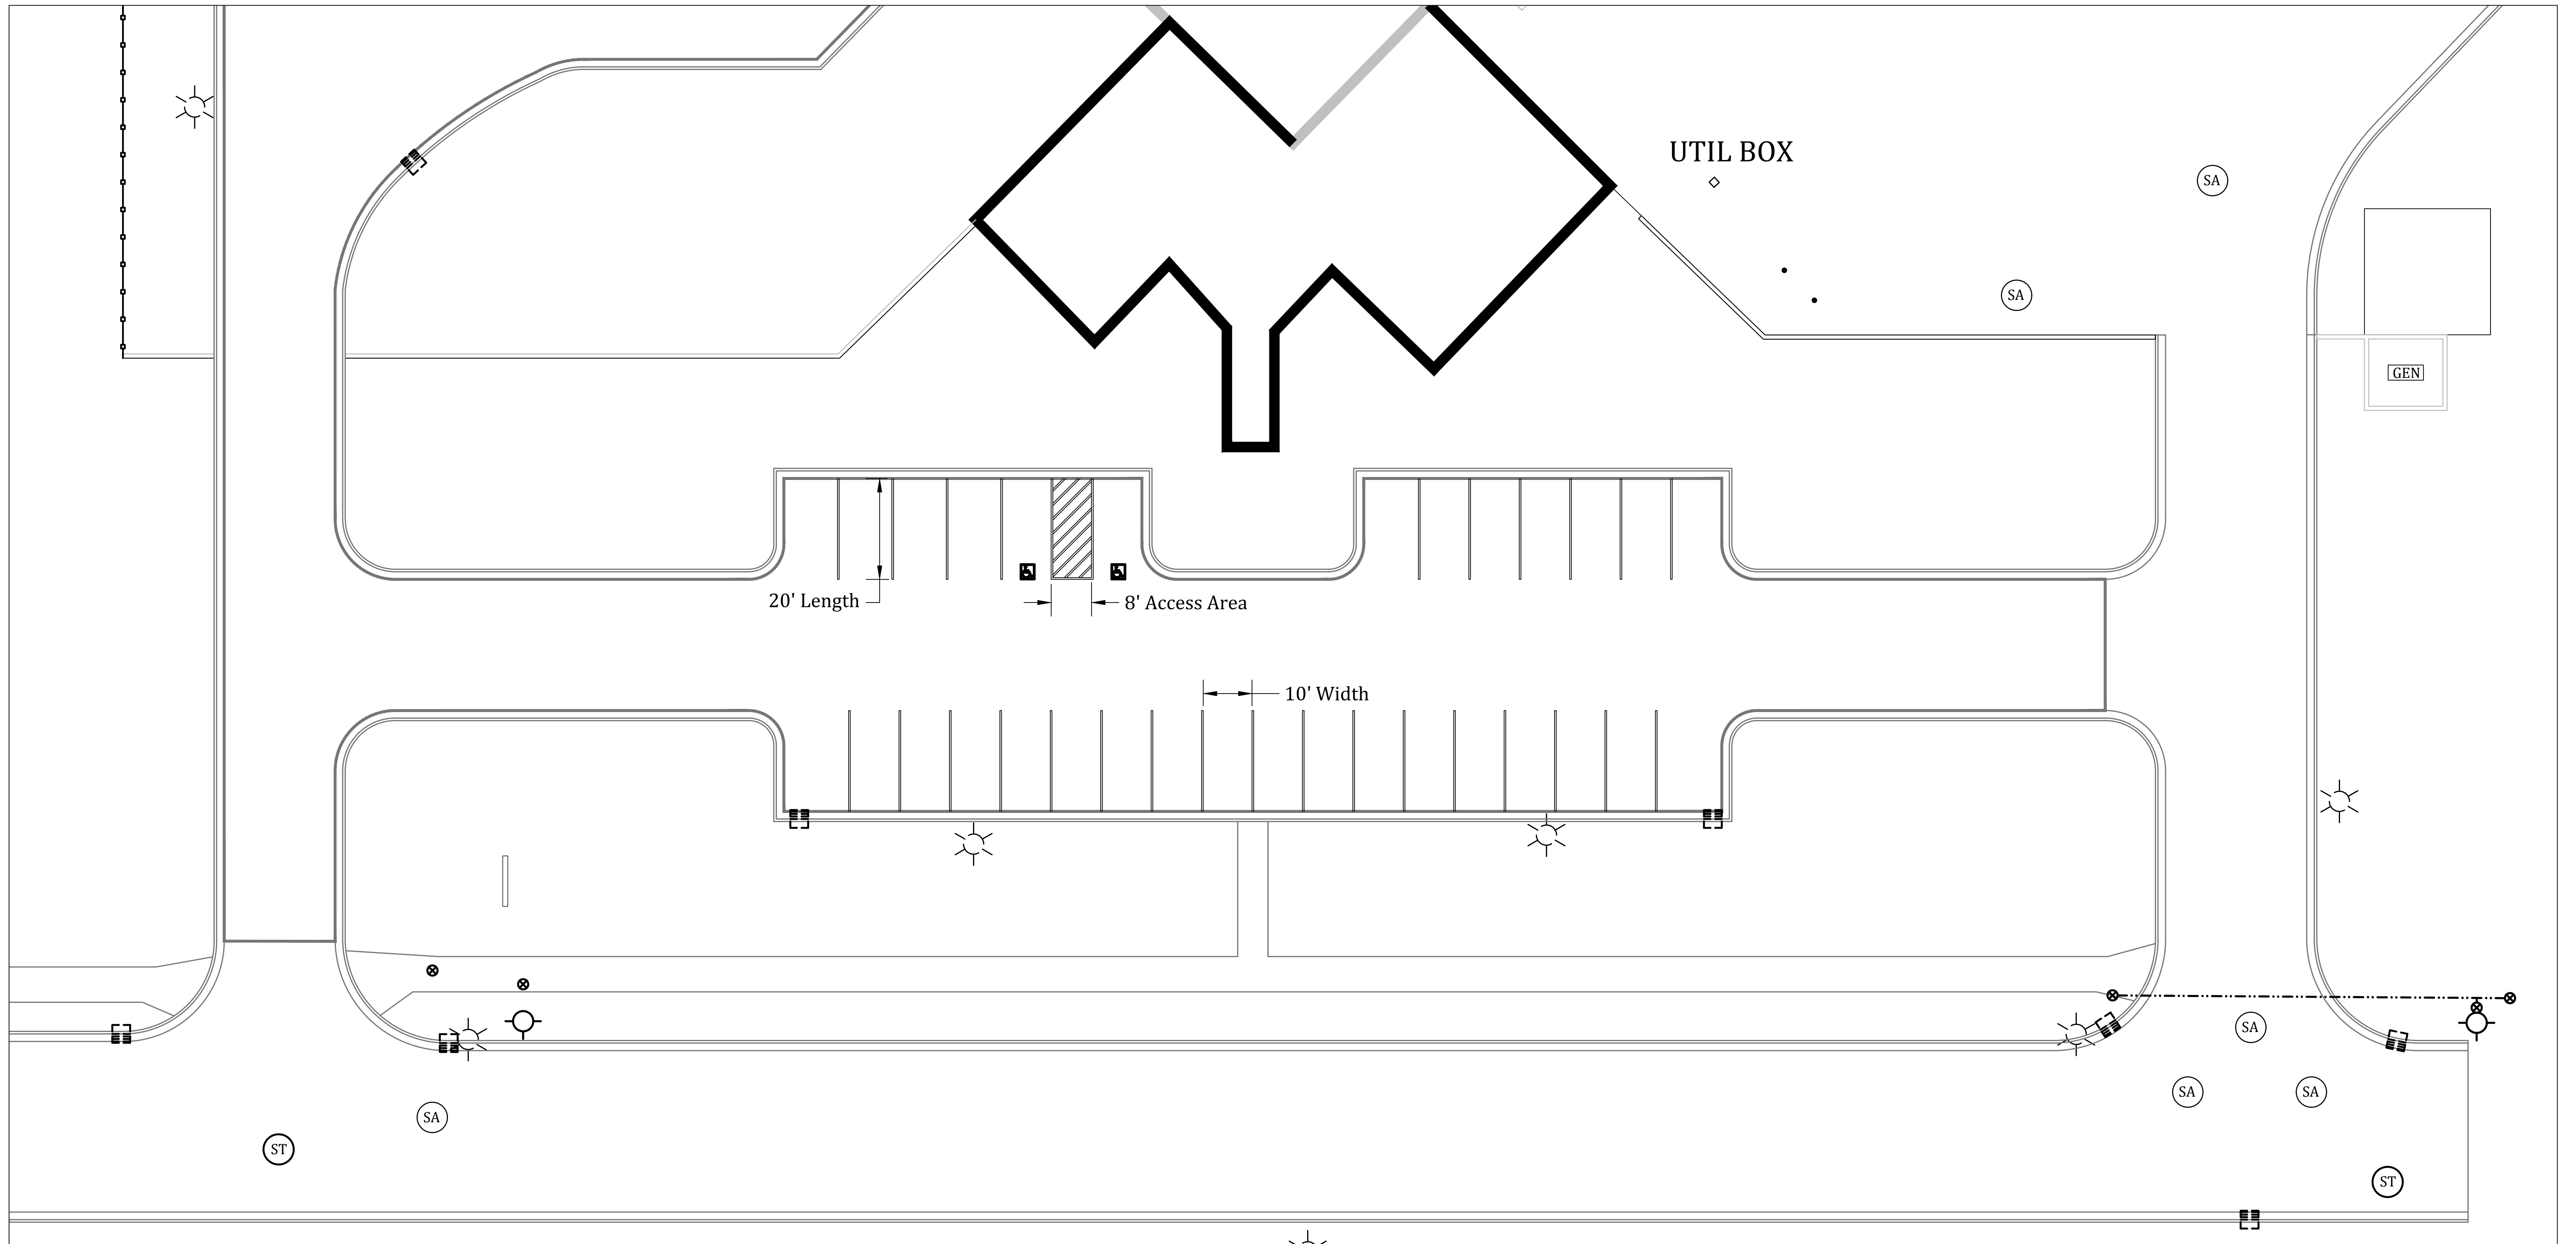 UTIL BOX
SA
SA
GEN
20' Length
8' Access Area
10' Width
SA
SA
SA
SA
ST
ST